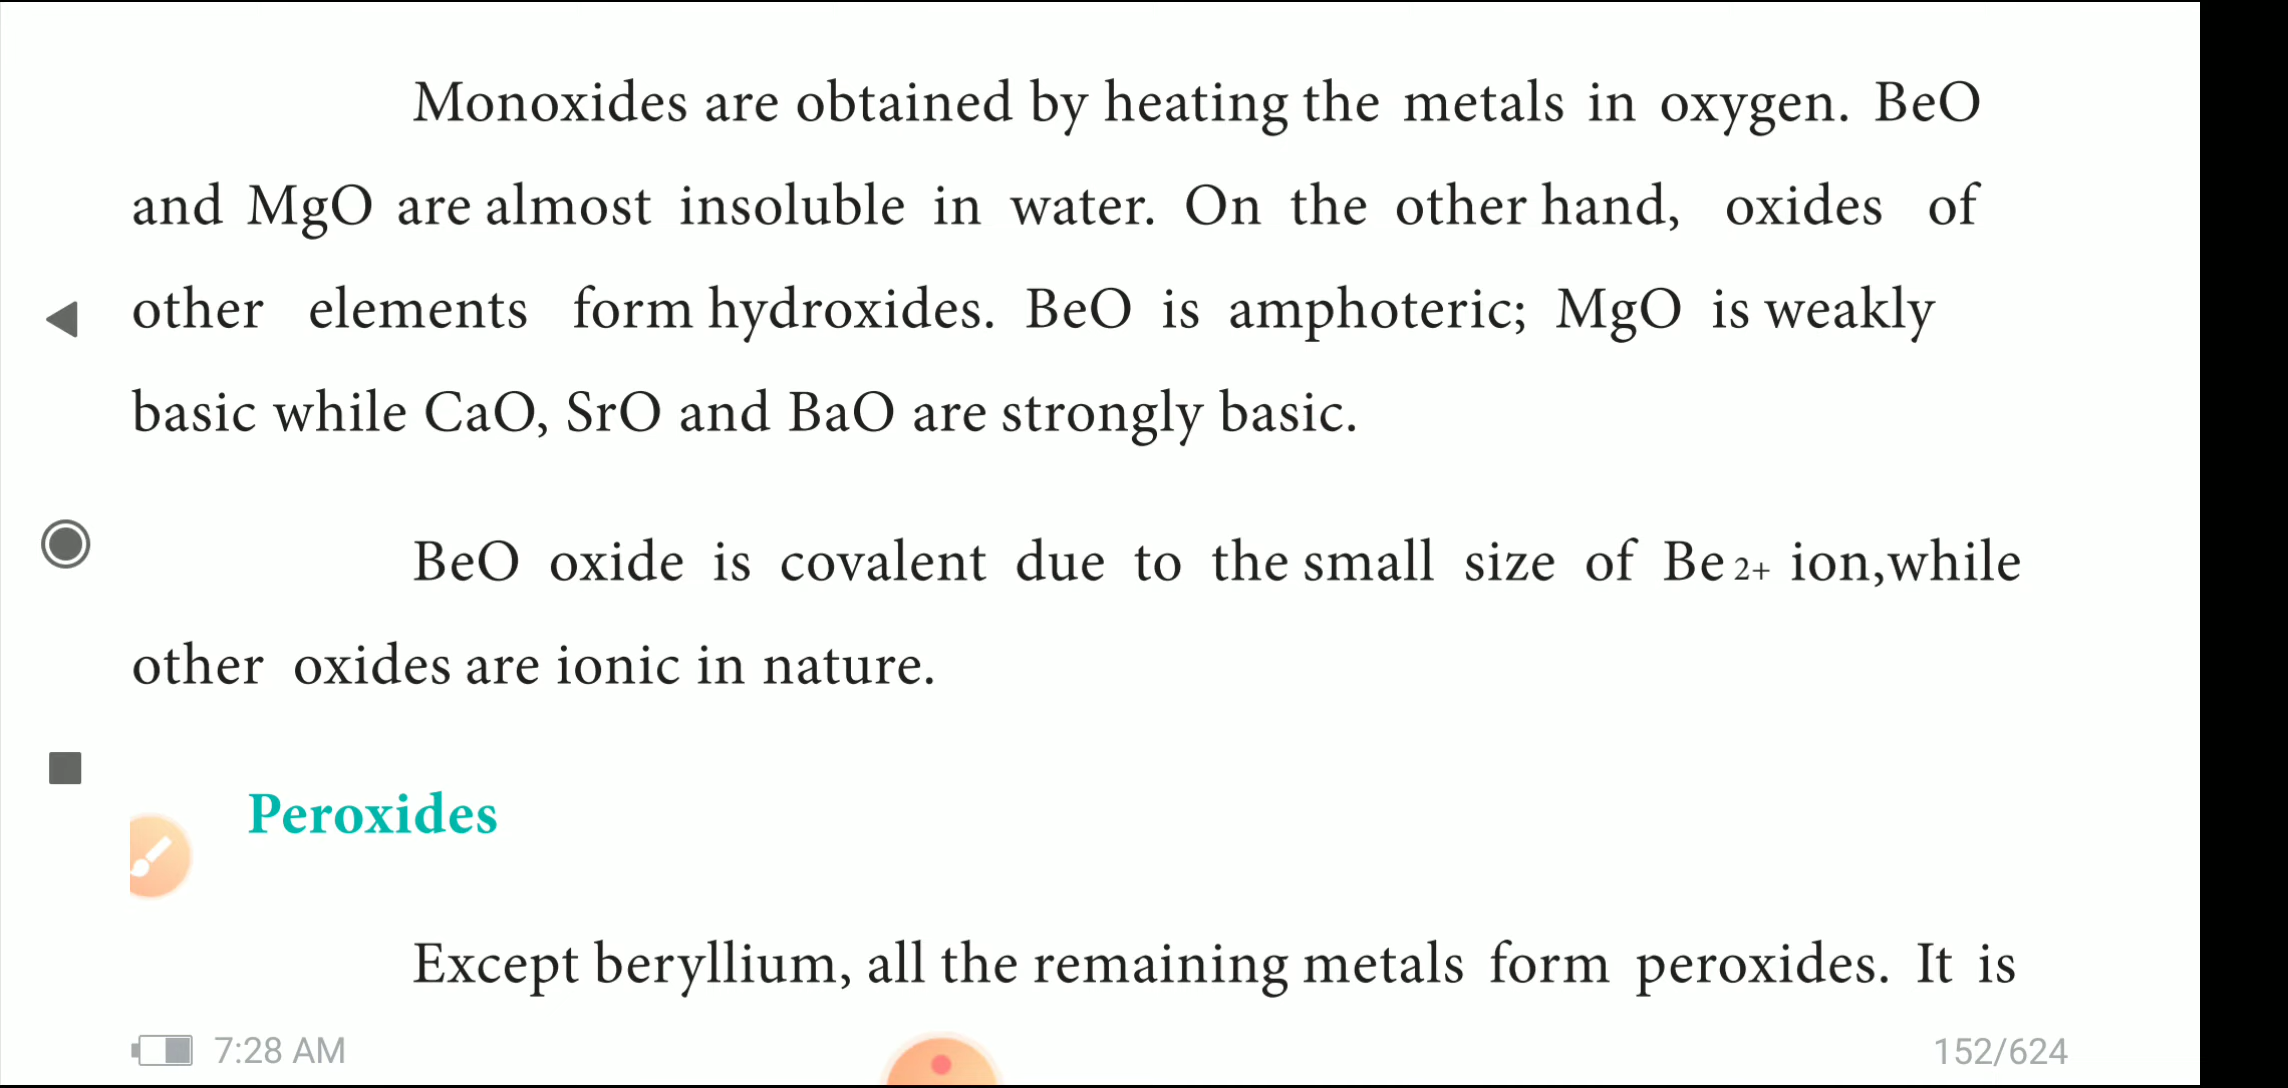 Monoxides are obtained by heating the metals in oxygen. BeO
and MgO are almost insoluble in water. On the other hand, oxides of
other elements form hydroxides. BeO is amphoteric; MgO is weakly
basic while CaO, SrO and BaO are strongly basic.
BeO oxide is covalent due to the small size of Be 2+ ion,while
other oxides are ionic in nature.
Peroxides
Except beryllium, all the remaining metals form peroxides. It is
7:28 AM
152/624